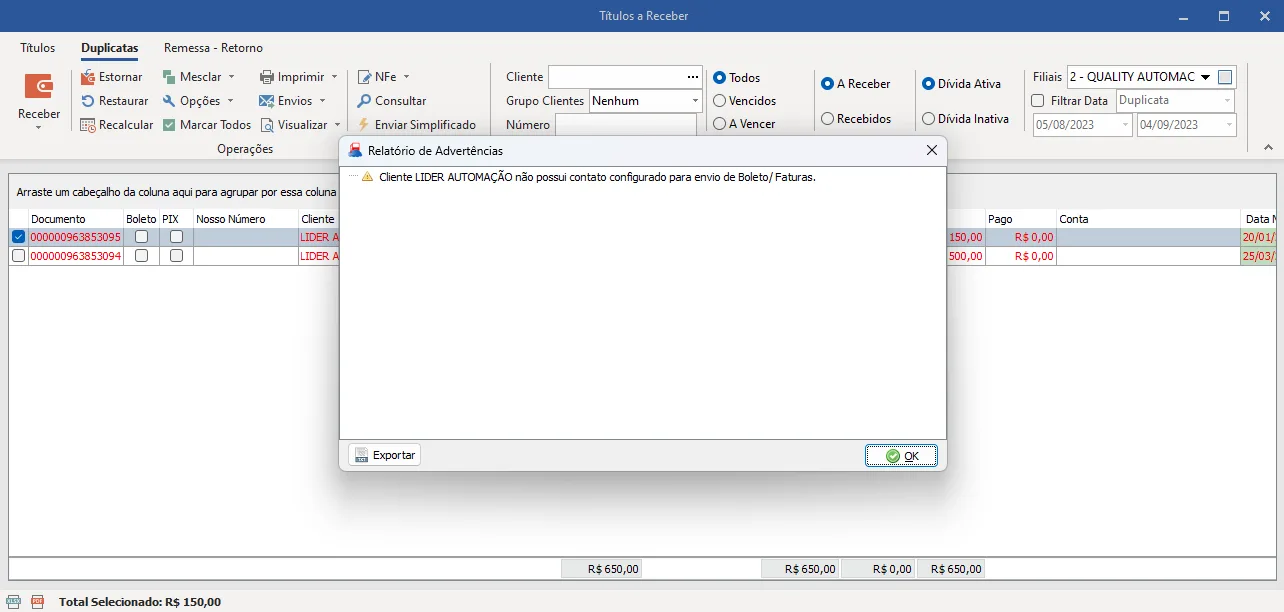 Títulos a Receber
Títulos Duplicatas Remessa - Retorno
Receber
Estornar Mesclar Imprimir
Restaurar Opções Envios
Recalcular Marcar Todos Visualizar
Operações
NFe
Consultar
Enviar Simplificado
Cliente ...
Grupo Clientes Nenhum
Número
Todos
Vencidos
A Vencer
A Receber
Recebidos
Dívida Ativa
Dívida Inativa
Filiais 2 - QUALITY AUTOMAC
Filtrar Data Duplicata
05/08/2023 04/09/2023
Relatório de Advertências
Cliente LIDER AUTOMAÇÃO não possui contato configurado para envio de Boleto/ Faturas.
Exportar OK
Arraste um cabeçalho da coluna aqui para agrupar por essa coluna
Documento Boleto PIX Nosso Número Cliente Pago Conta Data
000000963853095 LIDER A 150,00 R$ 0,00 20/01/
000000963853094 LIDER A 500,00 R$ 0,00 25/03/
R$ 650,00 R$ 650,00 R$ 0,00 R$ 650,00
Total Selecionado: R$ 150,00